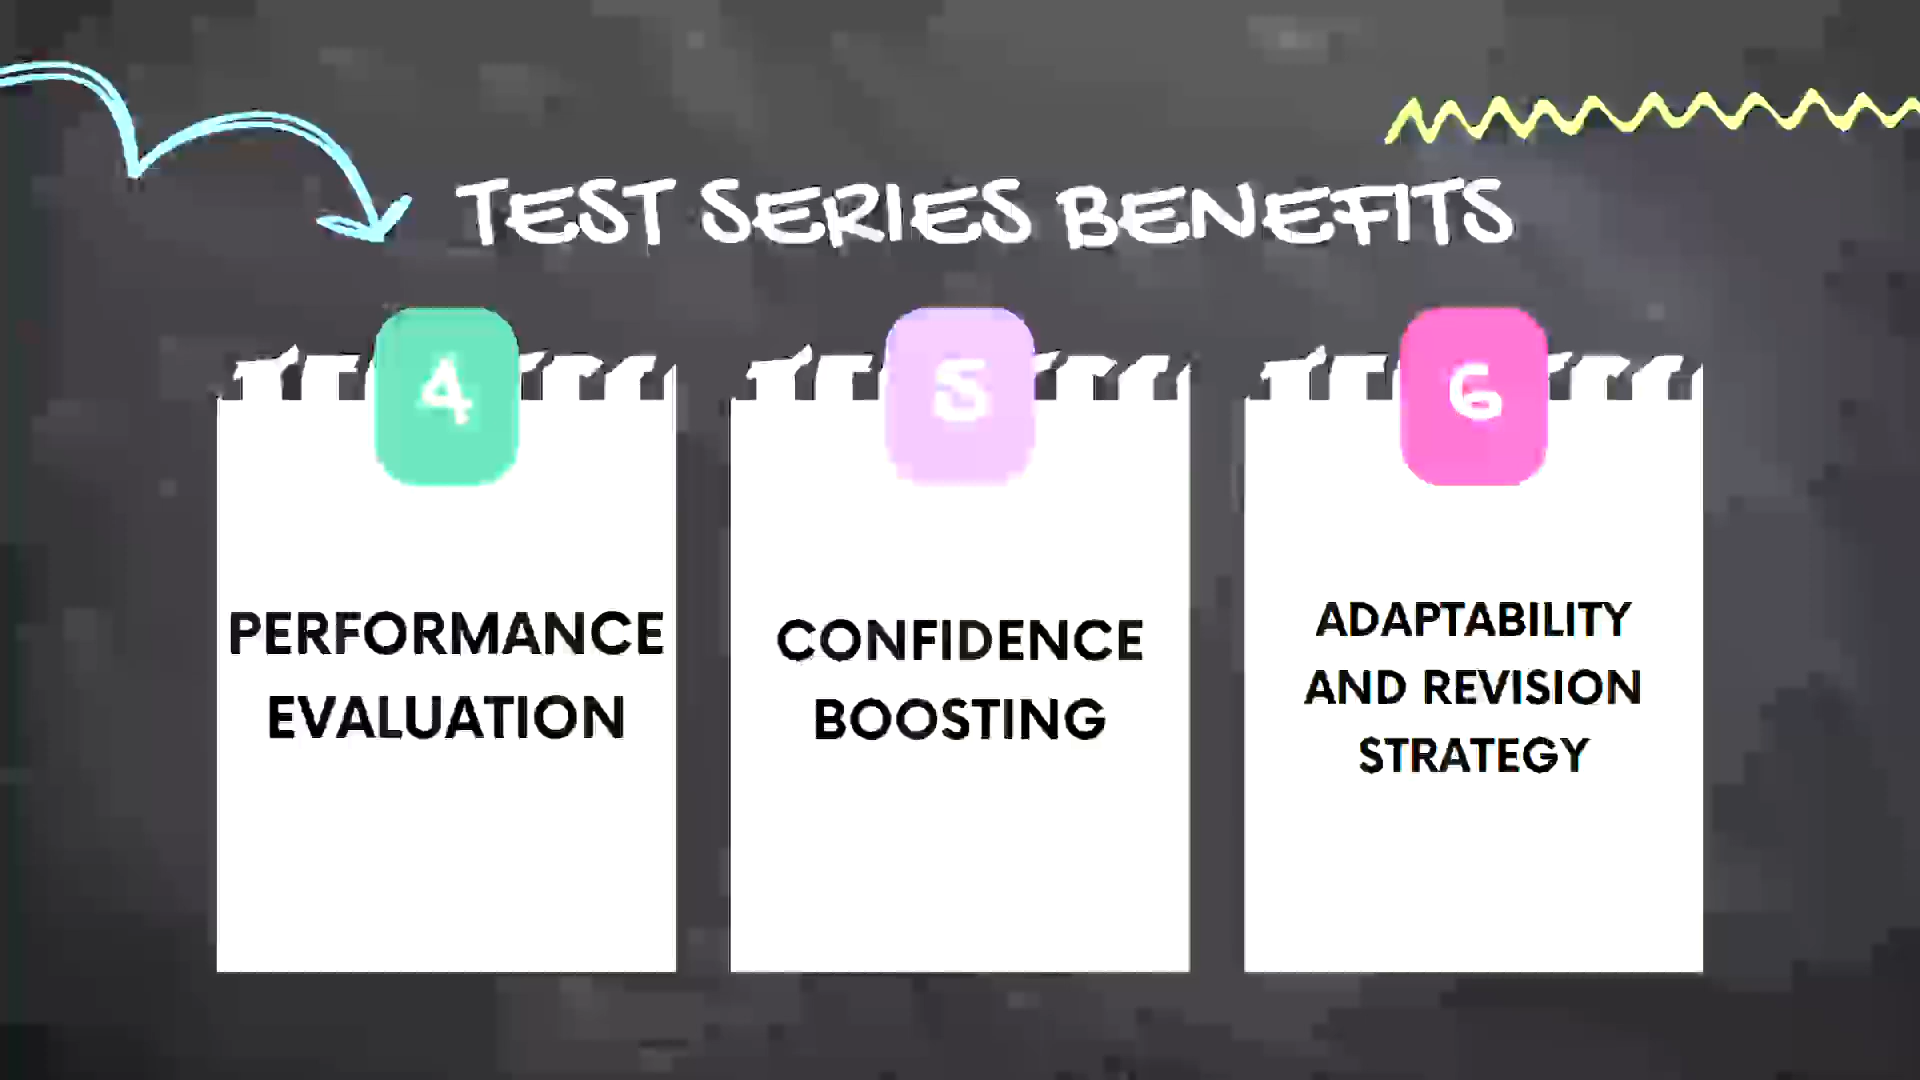 TEST SERIES BENEFITS
4
PERFORMANCE
EVALUATION
5
CONFIDENCE
BOOSTING
6
ADAPTABILITY
AND REVISION
STRATEGY